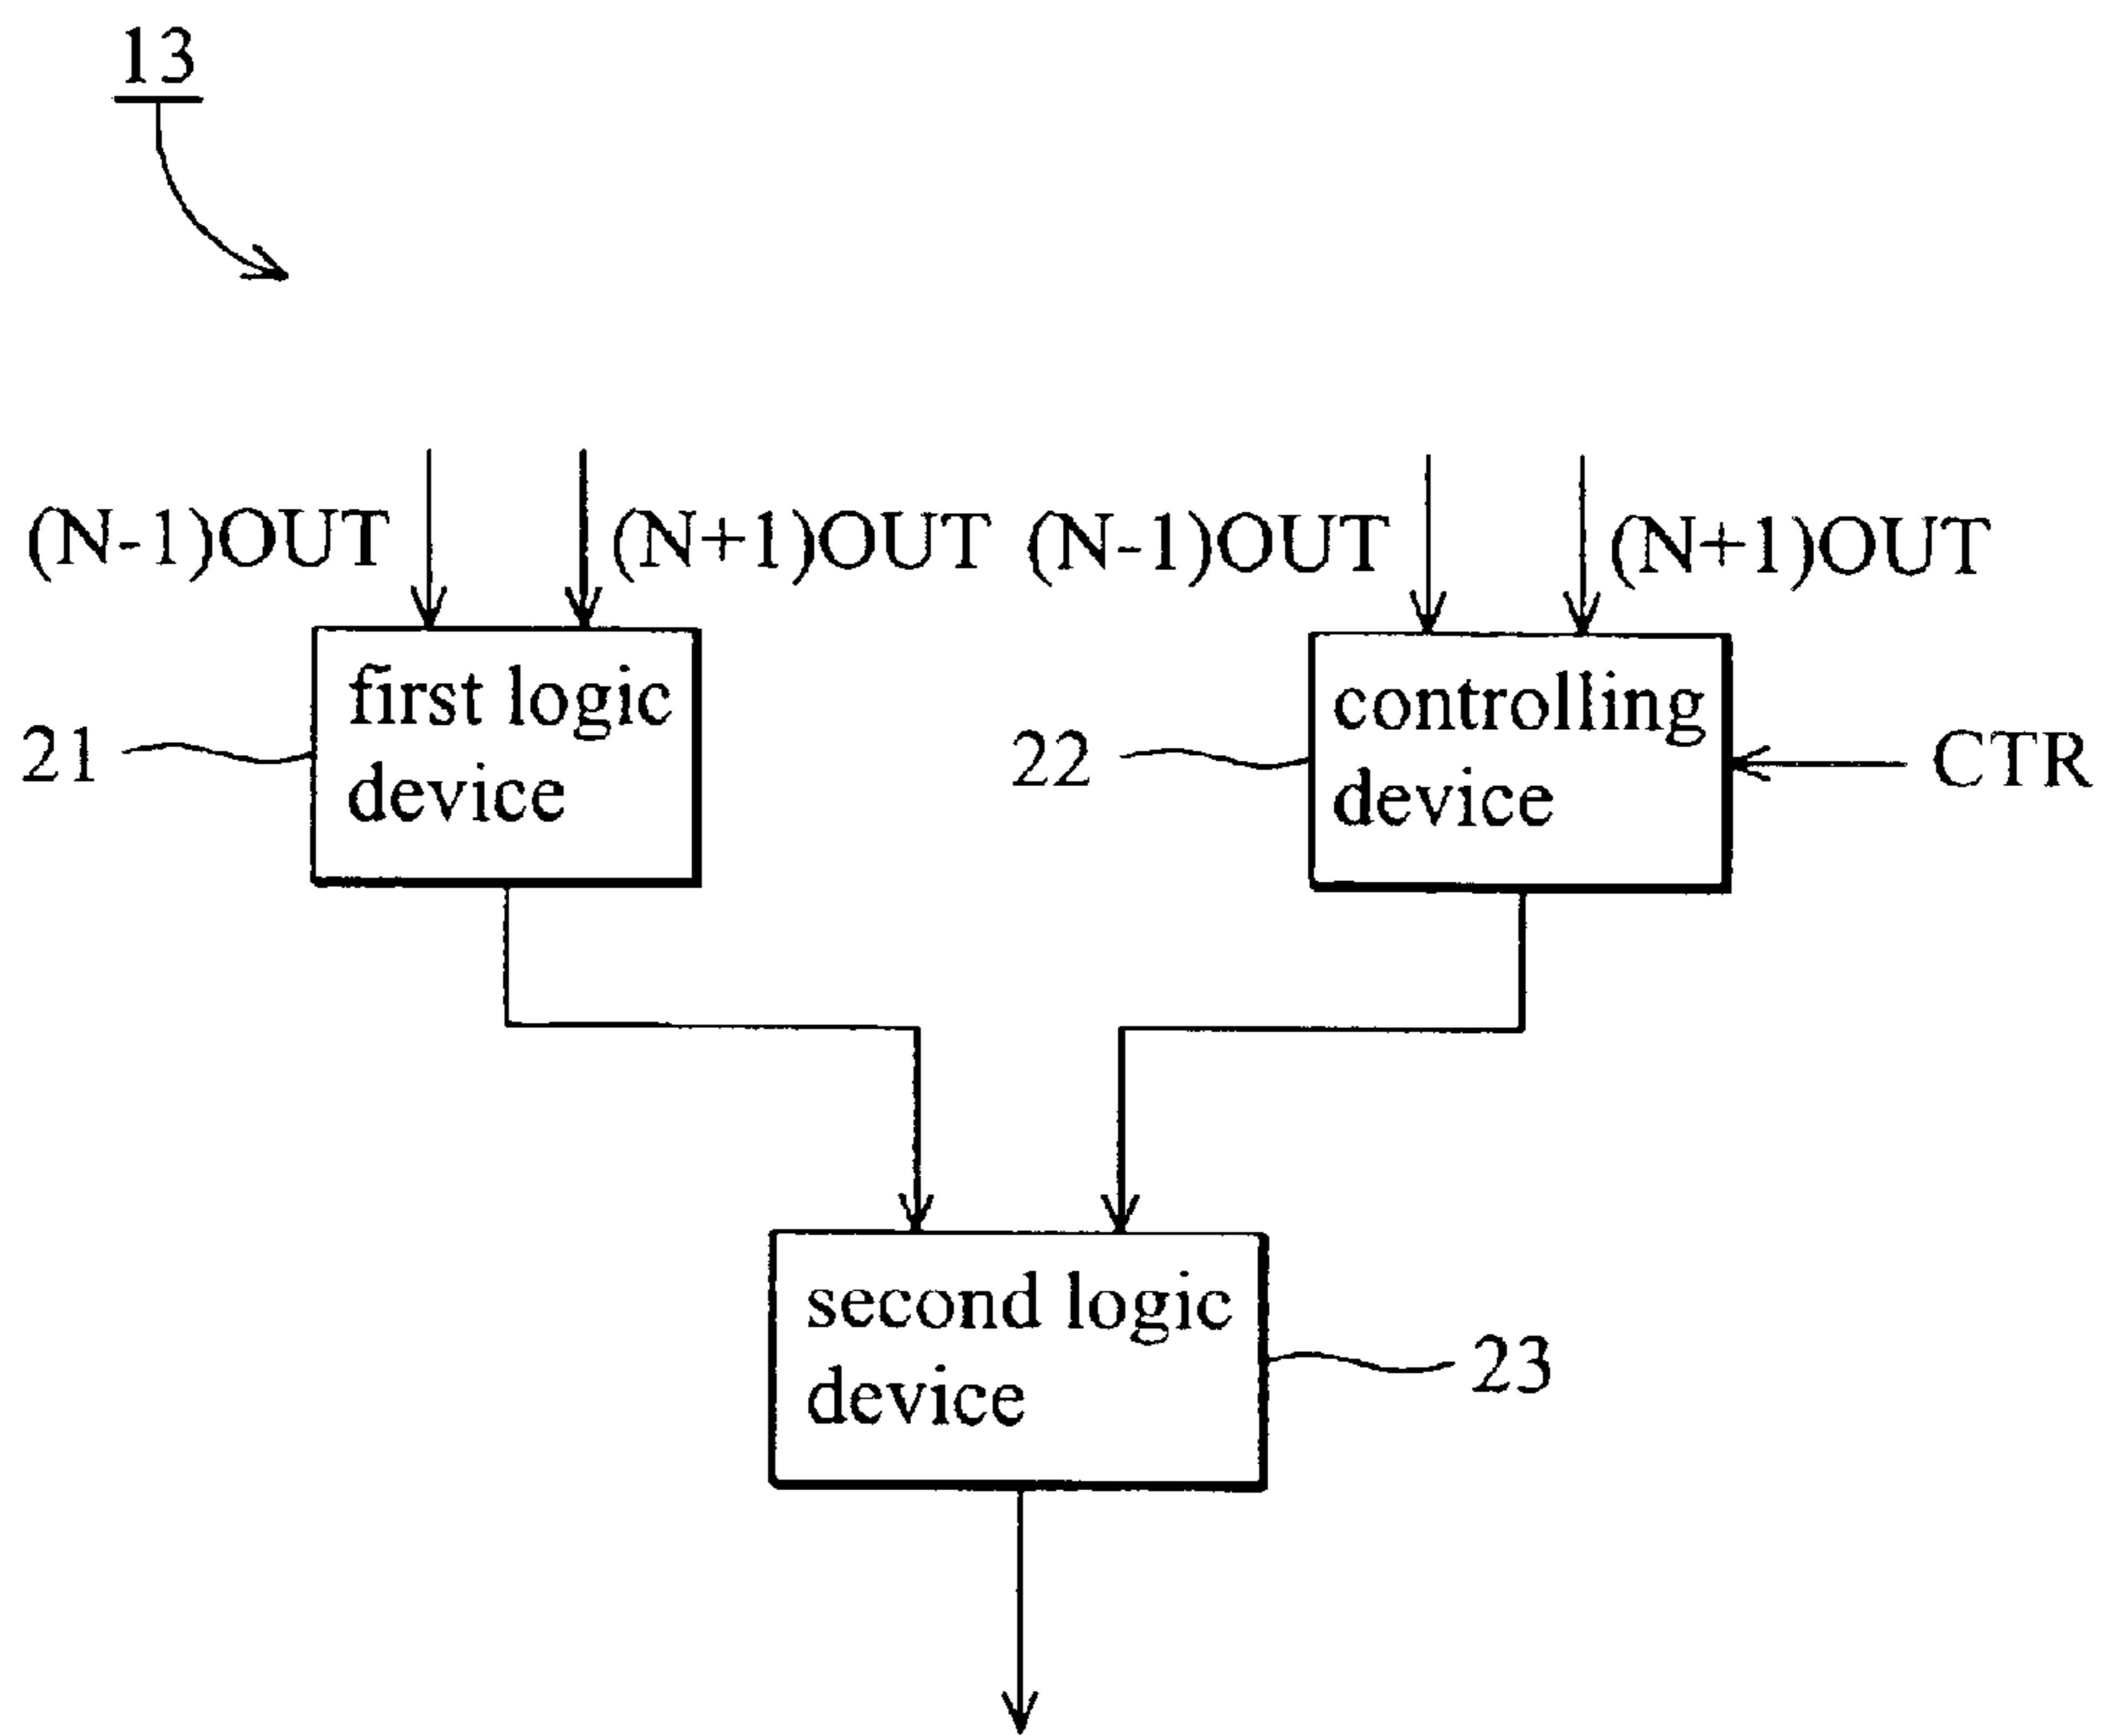 13
(N-1)OUT
(N+1)OUT
(N-1)OUT
(N+1)OUT
first logic
device
21
controlling
device
22
CTR
second logic
device
23